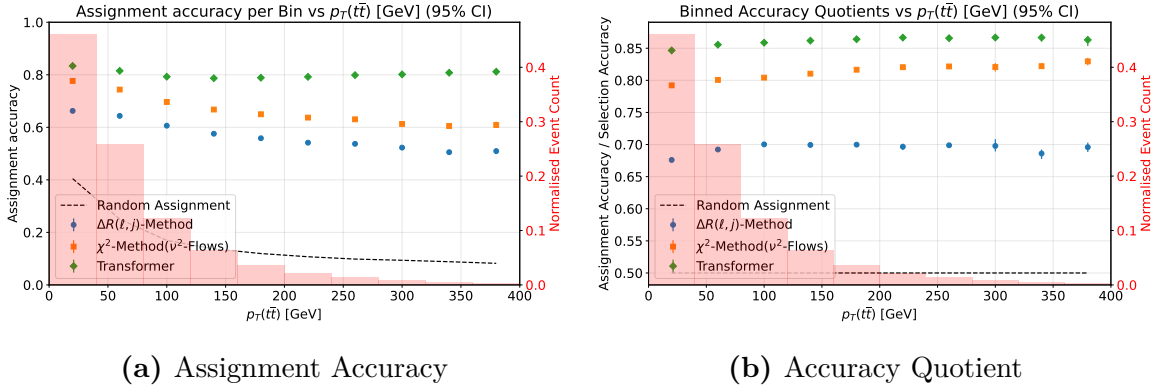 Assignment accuracy per Bin vs p_T(tt̄) [GeV] (95% CI)
Assignment accuracy
1.0
0.8
0.6
0.4
0.2
0.0
Random Assignment
ΔR(ℓ, j)-Method
χ²-Method(ν²-Flows)
Transformer
0.4
0.3
0.2
0.1
0.0
Normalised Event Count
0 50 100 150 200 250 300 350 400
p_T(tt̄) [GeV]
(a) Assignment Accuracy
Binned Accuracy Quotients vs p_T(tt̄) [GeV] (95% CI)
Assignment Accuracy / Selection Accuracy
0.85
0.80
0.75
0.70
0.65
0.60
0.55
0.50
Random Assignment
ΔR(ℓ, j)-Method
χ²-Method(ν²-Flows)
Transformer
0.4
0.3
0.2
0.1
0.0
Normalised Event Count
0 50 100 150 200 250 300 350 400
p_T(tt̄) [GeV]
(b) Accuracy Quotient